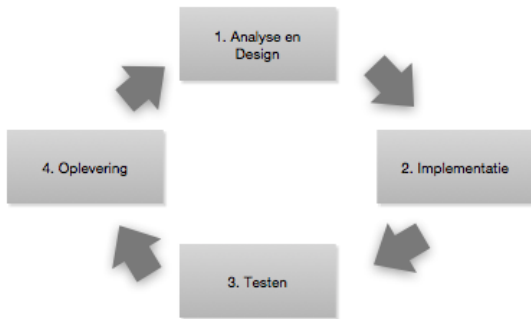 1. Analyse en
Design
2. Implementatie
3. Testen
4. Oplevering